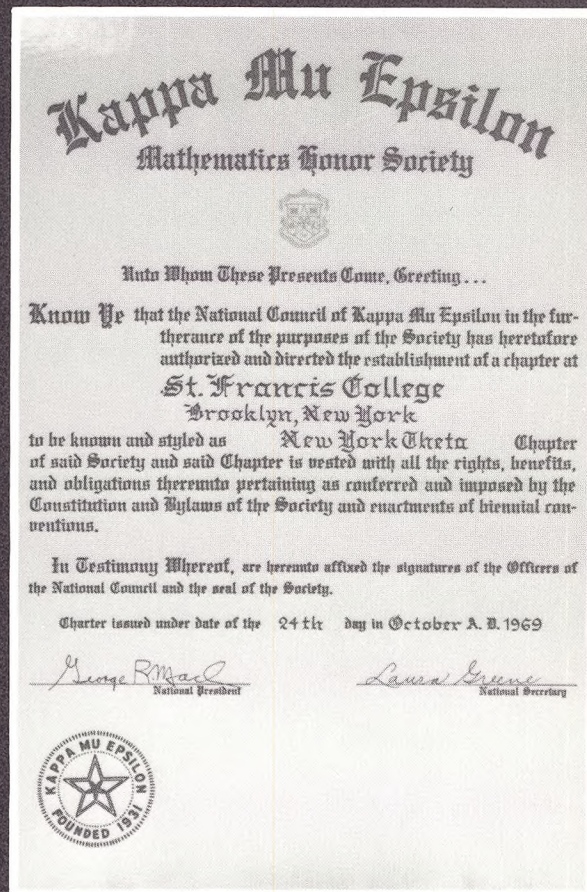 Kappa Mu Epsilon
Mathematics Honor Society
Unto Whom These Presents Come, Greeting...
Know Ye that the National Council of Kappa Mu Epsilon in the fur-
therance of the purposes of the Society has heretofore
authorized and directed the establishment of a chapter at
St. Francis College
Brooklyn, New York
to be known and styled as New York Theta Chapter
of said Society and said Chapter is vested with all the rights, benefits,
and obligations thereunto pertaining as conferred and imposed by the
Constitution and Bylaws of the Society and enactments of biennial con-
ventions.
In Testimony Whereof, are hereunto affixed the signatures of the Officers of
the National Council and the seal of the Society.
Charter issued under date of the 24th day in October A. D. 1969
George R. Mach Laura Greene
National President National Secretary
KAPPA MU EPSILON
FOUNDED 1931